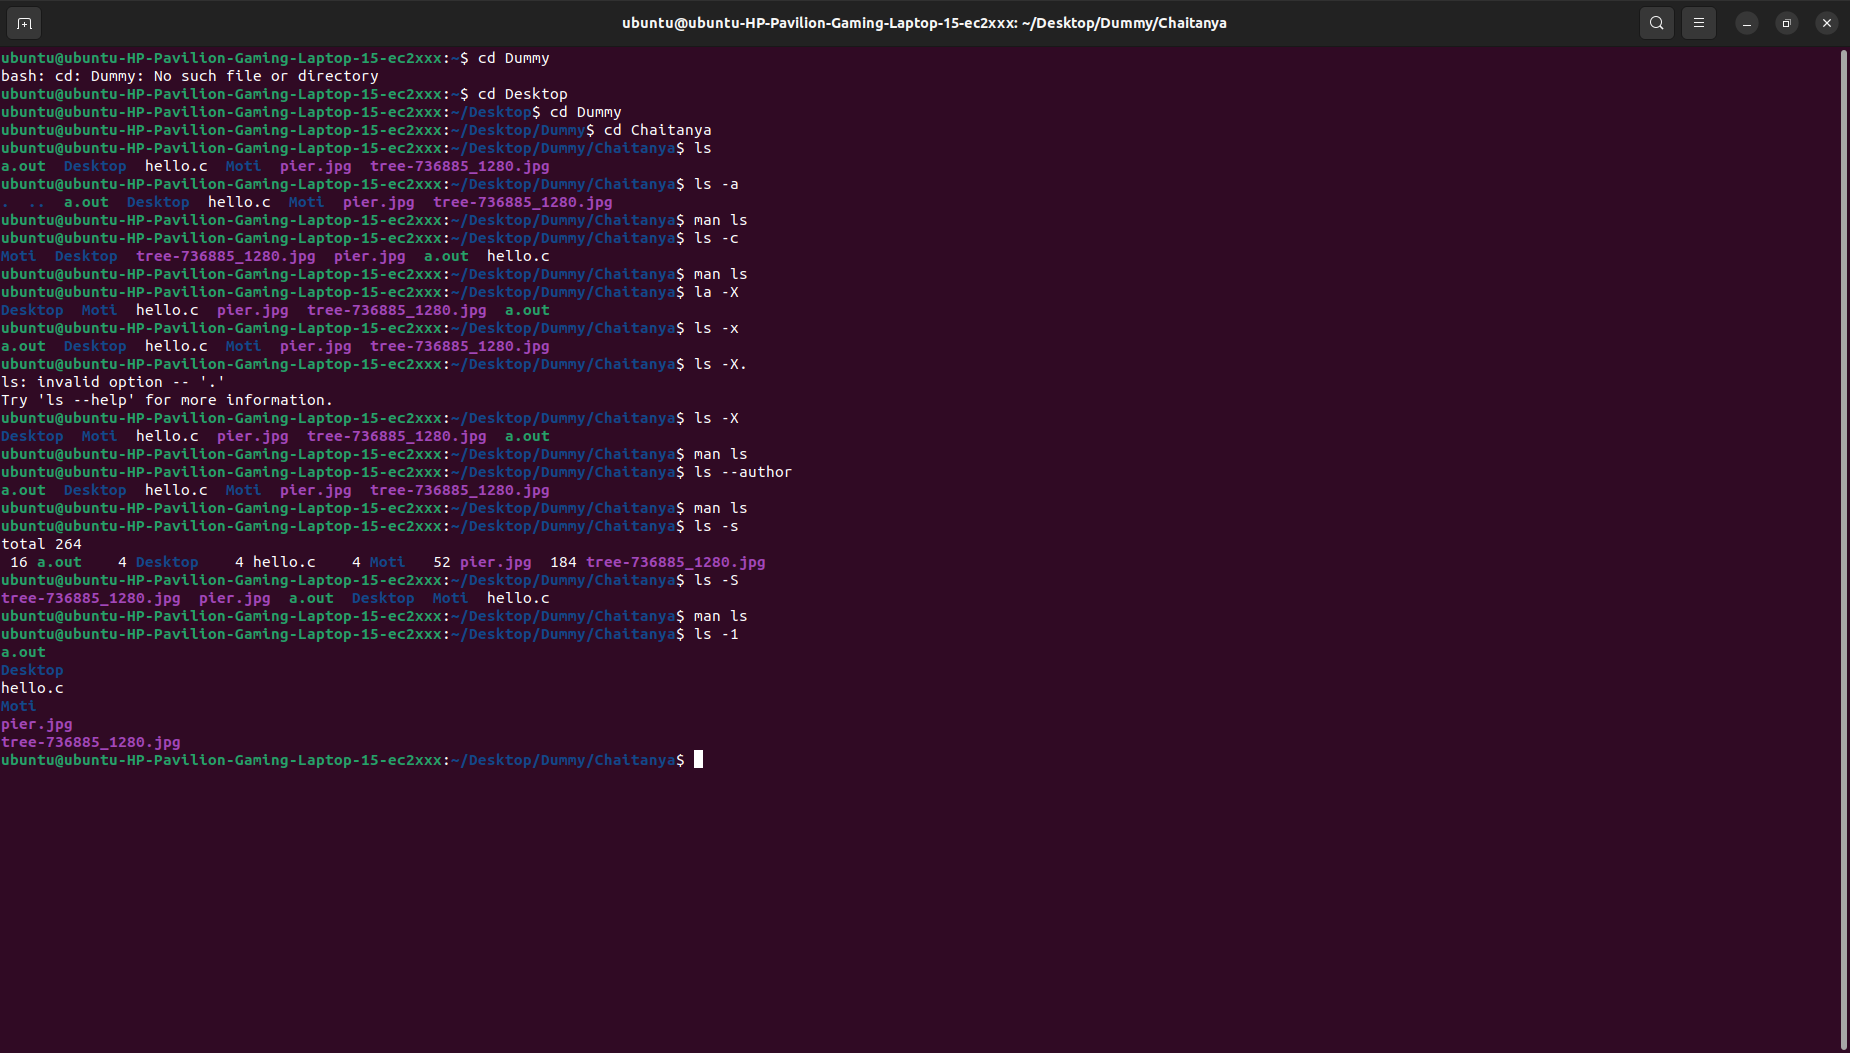 ubuntu@ubuntu-HP-Pavilion-Gaming-Laptop-15-ec2xxx: ~/Desktop/Dummy/Chaitanya
ubuntu@ubuntu-HP-Pavilion-Gaming-Laptop-15-ec2xxx:~$ cd Dummy
bash: cd: Dummy: No such file or directory
ubuntu@ubuntu-HP-Pavilion-Gaming-Laptop-15-ec2xxx:~$ cd Desktop
ubuntu@ubuntu-HP-Pavilion-Gaming-Laptop-15-ec2xxx:~/Desktop$ cd Dummy
ubuntu@ubuntu-HP-Pavilion-Gaming-Laptop-15-ec2xxx:~/Desktop/Dummy$ cd Chaitanya
ubuntu@ubuntu-HP-Pavilion-Gaming-Laptop-15-ec2xxx:~/Desktop/Dummy/Chaitanya$ ls
a.out  Desktop  hello.c  Moti  pier.jpg  tree-736885_1280.jpg
ubuntu@ubuntu-HP-Pavilion-Gaming-Laptop-15-ec2xxx:~/Desktop/Dummy/Chaitanya$ ls -a
.  ..  a.out  Desktop  hello.c  Moti  pier.jpg  tree-736885_1280.jpg
ubuntu@ubuntu-HP-Pavilion-Gaming-Laptop-15-ec2xxx:~/Desktop/Dummy/Chaitanya$ man ls
ubuntu@ubuntu-HP-Pavilion-Gaming-Laptop-15-ec2xxx:~/Desktop/Dummy/Chaitanya$ ls -c
Moti  Desktop  tree-736885_1280.jpg  pier.jpg  a.out  hello.c
ubuntu@ubuntu-HP-Pavilion-Gaming-Laptop-15-ec2xxx:~/Desktop/Dummy/Chaitanya$ man ls
ubuntu@ubuntu-HP-Pavilion-Gaming-Laptop-15-ec2xxx:~/Desktop/Dummy/Chaitanya$ la -X
Desktop  Moti  hello.c  pier.jpg  tree-736885_1280.jpg  a.out
ubuntu@ubuntu-HP-Pavilion-Gaming-Laptop-15-ec2xxx:~/Desktop/Dummy/Chaitanya$ ls -x
a.out  Desktop  hello.c  Moti  pier.jpg  tree-736885_1280.jpg
ubuntu@ubuntu-HP-Pavilion-Gaming-Laptop-15-ec2xxx:~/Desktop/Dummy/Chaitanya$ ls -X.
ls: invalid option -- '.'
Try 'ls --help' for more information.
ubuntu@ubuntu-HP-Pavilion-Gaming-Laptop-15-ec2xxx:~/Desktop/Dummy/Chaitanya$ ls -X
Desktop  Moti  hello.c  pier.jpg  tree-736885_1280.jpg  a.out
ubuntu@ubuntu-HP-Pavilion-Gaming-Laptop-15-ec2xxx:~/Desktop/Dummy/Chaitanya$ man ls
ubuntu@ubuntu-HP-Pavilion-Gaming-Laptop-15-ec2xxx:~/Desktop/Dummy/Chaitanya$ ls --author
a.out  Desktop  hello.c  Moti  pier.jpg  tree-736885_1280.jpg
ubuntu@ubuntu-HP-Pavilion-Gaming-Laptop-15-ec2xxx:~/Desktop/Dummy/Chaitanya$ man ls
ubuntu@ubuntu-HP-Pavilion-Gaming-Laptop-15-ec2xxx:~/Desktop/Dummy/Chaitanya$ ls -s
total 264
 16 a.out    4 Desktop    4 hello.c    4 Moti   52 pier.jpg  184 tree-736885_1280.jpg
ubuntu@ubuntu-HP-Pavilion-Gaming-Laptop-15-ec2xxx:~/Desktop/Dummy/Chaitanya$ ls -S
tree-736885_1280.jpg  pier.jpg  a.out  Desktop  Moti  hello.c
ubuntu@ubuntu-HP-Pavilion-Gaming-Laptop-15-ec2xxx:~/Desktop/Dummy/Chaitanya$ man ls
ubuntu@ubuntu-HP-Pavilion-Gaming-Laptop-15-ec2xxx:~/Desktop/Dummy/Chaitanya$ ls -1
a.out
Desktop
hello.c
Moti
pier.jpg
tree-736885_1280.jpg
ubuntu@ubuntu-HP-Pavilion-Gaming-Laptop-15-ec2xxx:~/Desktop/Dummy/Chaitanya$